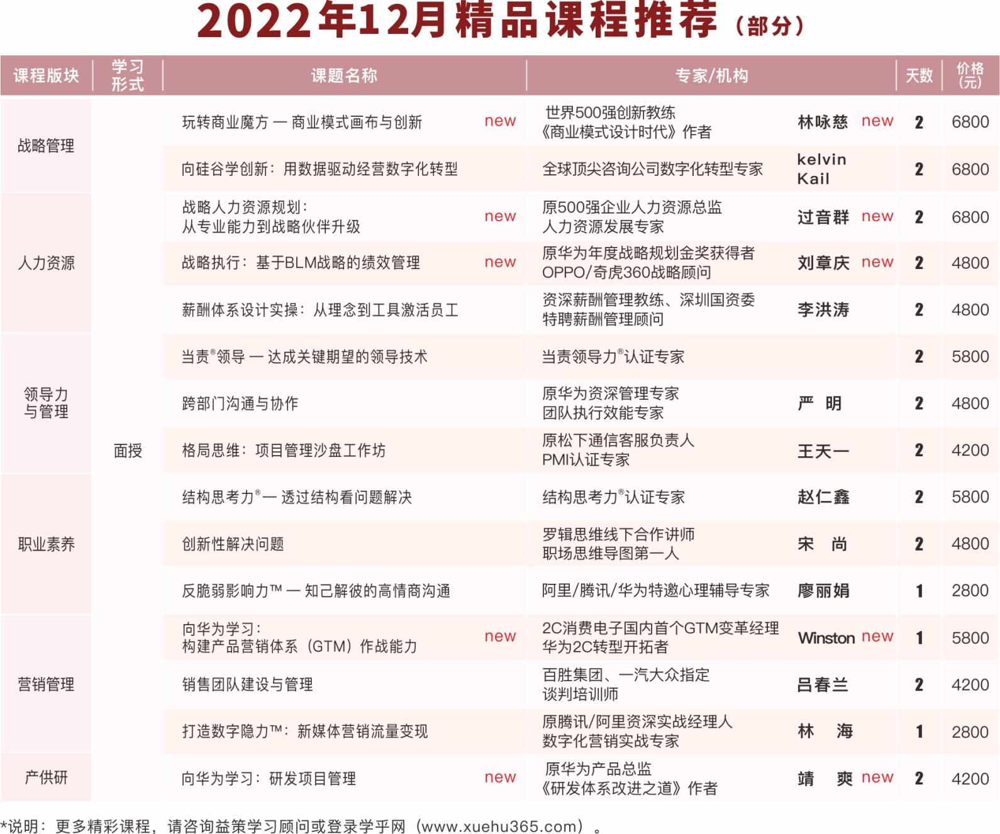 2022年12月精品课程推荐（部分）
课程版块 学习形式 课题名称 专家/机构 天数 价格(元)
战略管理
面授
玩转商业魔方 — 商业模式画布与创新 new
世界500强创新教练
《商业模式设计时代》作者
林咏慈 new 2 6800
向硅谷学创新：用数据驱动经营数字化转型
全球顶尖咨询公司数字化转型专家
kelvin
Kail
2 6800
人力资源
战略人力资源规划：
从专业能力到战略伙伴升级 new
原500强企业人力资源总监
人力资源发展专家
过音群 new 2 6800
战略执行：基于BLM战略的绩效管理 new
原华为年度战略规划金奖获得者
OPPO/奇虎360战略顾问
刘章庆 new 2 4800
薪酬体系设计实操：从理念到工具激活员工
资深薪酬管理教练、深圳国资委
特聘薪酬管理顾问
李洪涛 2 4800
领导力
与管理
当责®领导 — 达成关键期望的领导技术
当责领导力®认证专家
2 5800
跨部门沟通与协作
原华为资深管理专家
团队执行效能专家
严 明 2 4800
格局思维：项目管理沙盘工作坊
原松下通信客服负责人
PMI认证专家
王天一 2 4200
职业素养
结构思考力®— 透过结构看问题解决
结构思考力®认证专家
赵仁鑫 2 5800
创新性解决问题
罗辑思维线下合作讲师
职场思维导图第一人
宋 尚 2 4800
反脆弱影响力™ — 知己解彼的高情商沟通
阿里/腾讯/华为特邀心理辅导专家
廖丽娟 1 2800
营销管理
向华为学习：
构建产品营销体系（GTM）作战能力 new
2C消费电子国内首个GTM变革经理
华为2C转型开拓者
Winston new 1 5800
销售团队建设与管理
百胜集团、一汽大众指定
谈判培训师
吕春兰 2 4200
打造数字隐力™：新媒体营销流量变现
原腾讯/阿里资深实战经理人
数字化营销实战专家
林 海 1 2800
产供研
向华为学习：研发项目管理 new
原华为产品总监
《研发体系改进之道》作者
靖 爽 new 2 4200
*说明：更多精彩课程，请咨询益策学习顾问或登录学乎网（www.xuehu365.com）。